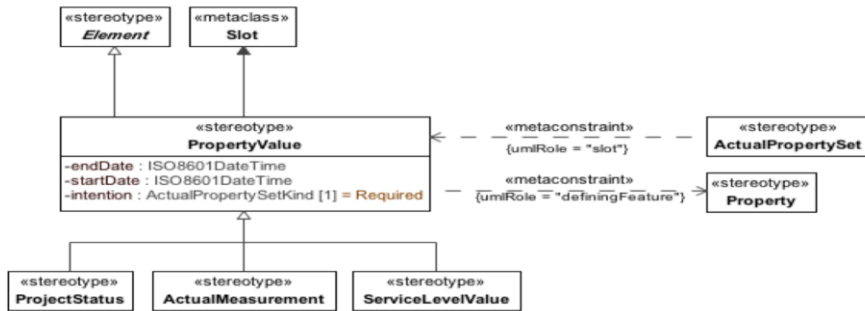 «stereotype»
Element
«metaclass»
Slot
«stereotype»
PropertyValue
-endDate : ISO8601DateTime
-startDate : ISO8601DateTime
-intention : ActualPropertySetKind [1] = Required
«metaconstraint»
{umlRole = "slot"}
«stereotype»
ActualPropertySet
«metaconstraint»
{umlRole = "definingFeature"}
«stereotype»
Property
«stereotype»
ProjectStatus
«stereotype»
ActualMeasurement
«stereotype»
ServiceLevelValue